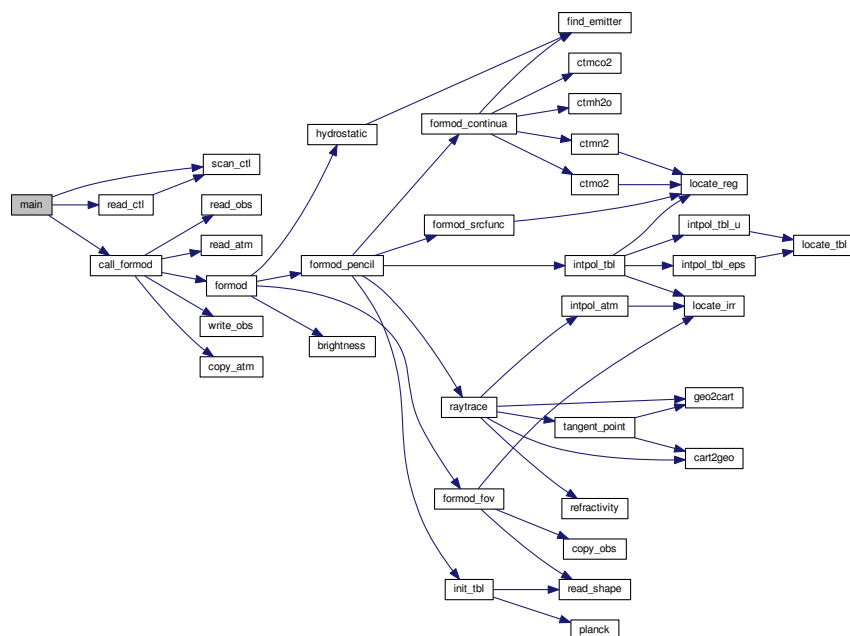 find_emitter
ctmco2
ctmh2o
formod_continua
hydrostatic
ctmn2
scan_ctl
ctmo2
locate_reg
main
read_ctl
read_obs
formod_srcfunc
intpol_tbl_u
read_atm
locate_tbl
call_formod
formod_pencil
intpol_tbl
intpol_tbl_eps
formod
intpol_atm
locate_irr
write_obs
brightness
copy_atm
geo2cart
raytrace
tangent_point
cart2geo
formod_fov
refractivity
copy_obs
init_tbl
read_shape
planck